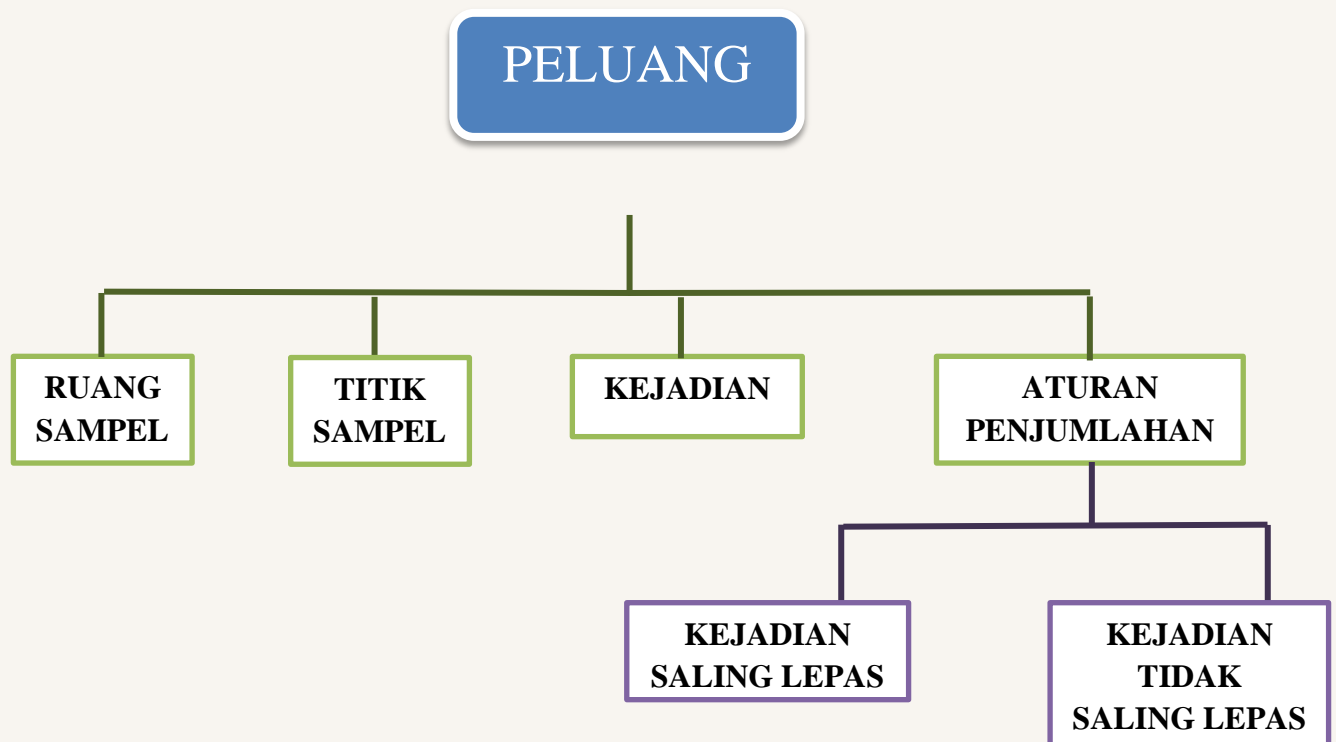 PELUANG
RUANG
SAMPEL
TITIK
SAMPEL
KEJADIAN
ATURAN
PENJUMLAHAN
KEJADIAN
SALING LEPAS
KEJADIAN
TIDAK
SALING LEPAS